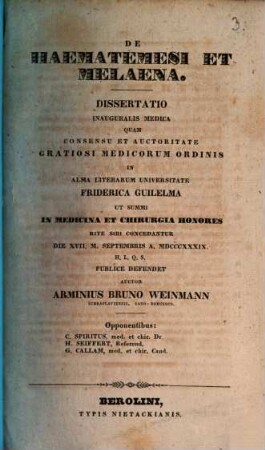 3.
DE
HAEMATEMESI ET
MELAENA.
DISSERTATIO
INAUGURALIS MEDICA
QUAM
CONSENSU ET AUCTORITATE
GRATIOSI MEDICORUM ORDINIS
IN
ALMA LITERARUM UNIVERSITATE
FRIDERICA GUILELMA
UT SUMMI
IN MEDICINA ET CHIRURGIA HONORES
RITE SIBI CONCEDANTUR
DIE XVII. M. SEPTEMBRIS A. MDCCCXXXIX.
H. L. Q. S.
PUBLICE DEFENDET
AUCTOR
ARMINIUS BRUNO WEINMANN
Opponentibus:
C. SPIRITUS, med. et chir. Dr.
H. SEIFFERT, Referend.
G. CALLAM, med. et chir. Cand.
BEROLINI,
TYPIS NIETACKIANIS.